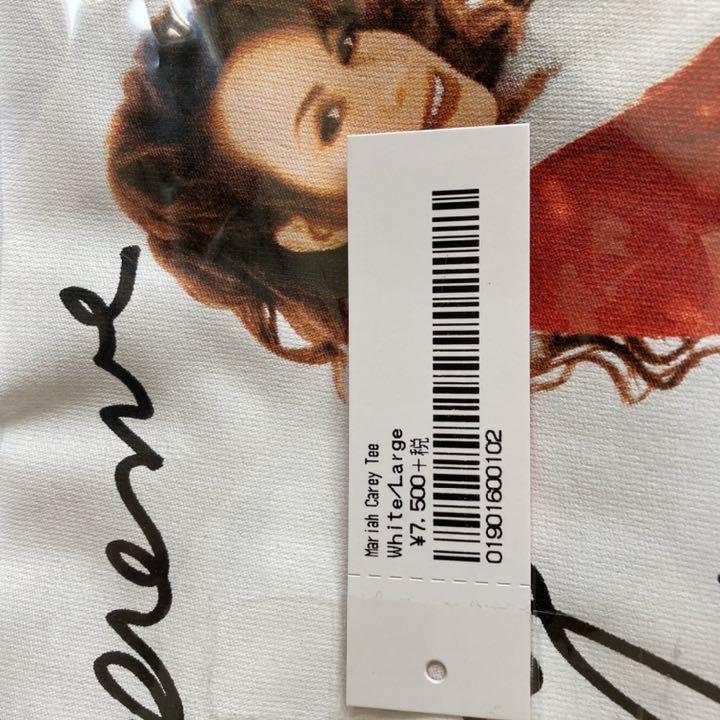 Mariah Carey Tee
White/Large
¥7,500+税
01901600102